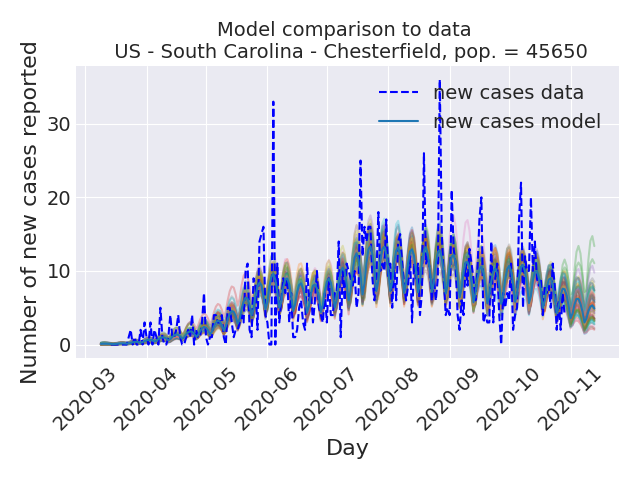 Model comparison to data
US - South Carolina - Chesterfield, pop. = 45650
Number of new cases reported
30
20
10
0
new cases data
new cases model
2020-03
2020-04
2020-05
2020-06
2020-07
2020-08
2020-09
2020-10
2020-11
Day